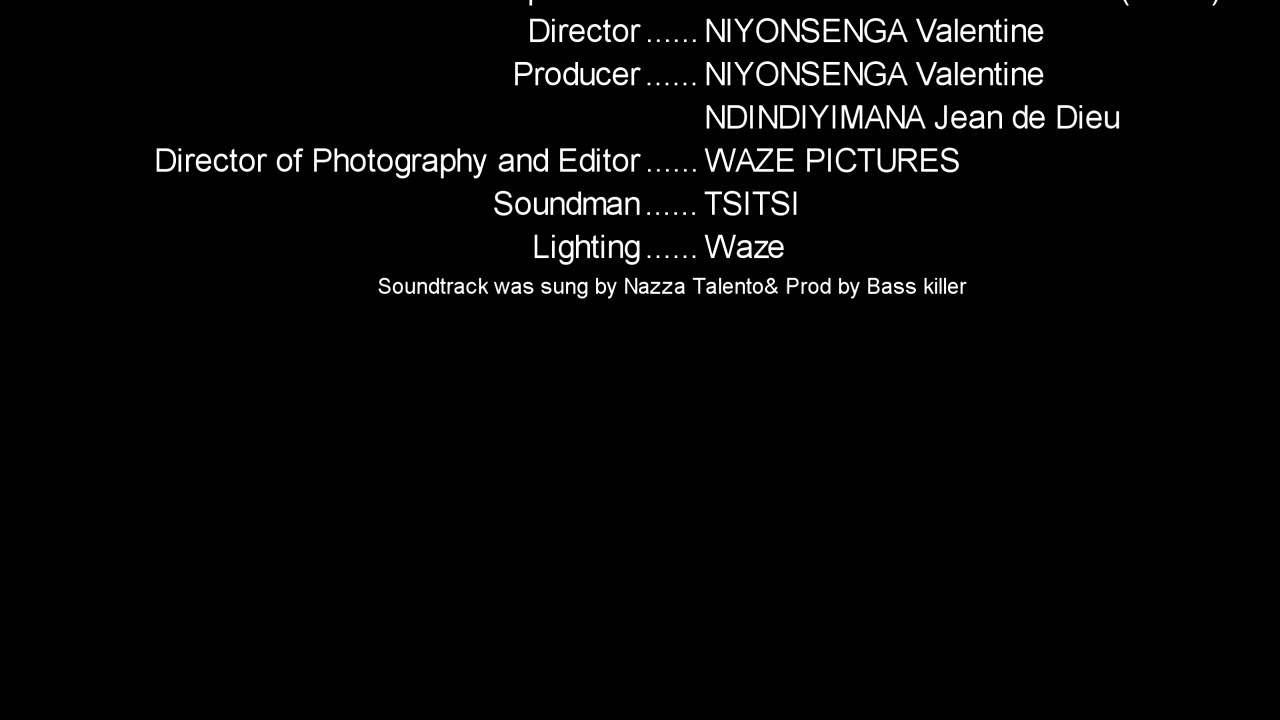 Director ...... NIYONSENGA Valentine
Producer ...... NIYONSENGA Valentine
NDINDIYIMANA Jean de Dieu
Director of Photography and Editor ...... WAZE PICTURES
Soundman ...... TSITSI
Lighting ...... Waze
Soundtrack was sung by Nazza Talento& Prod by Bass killer